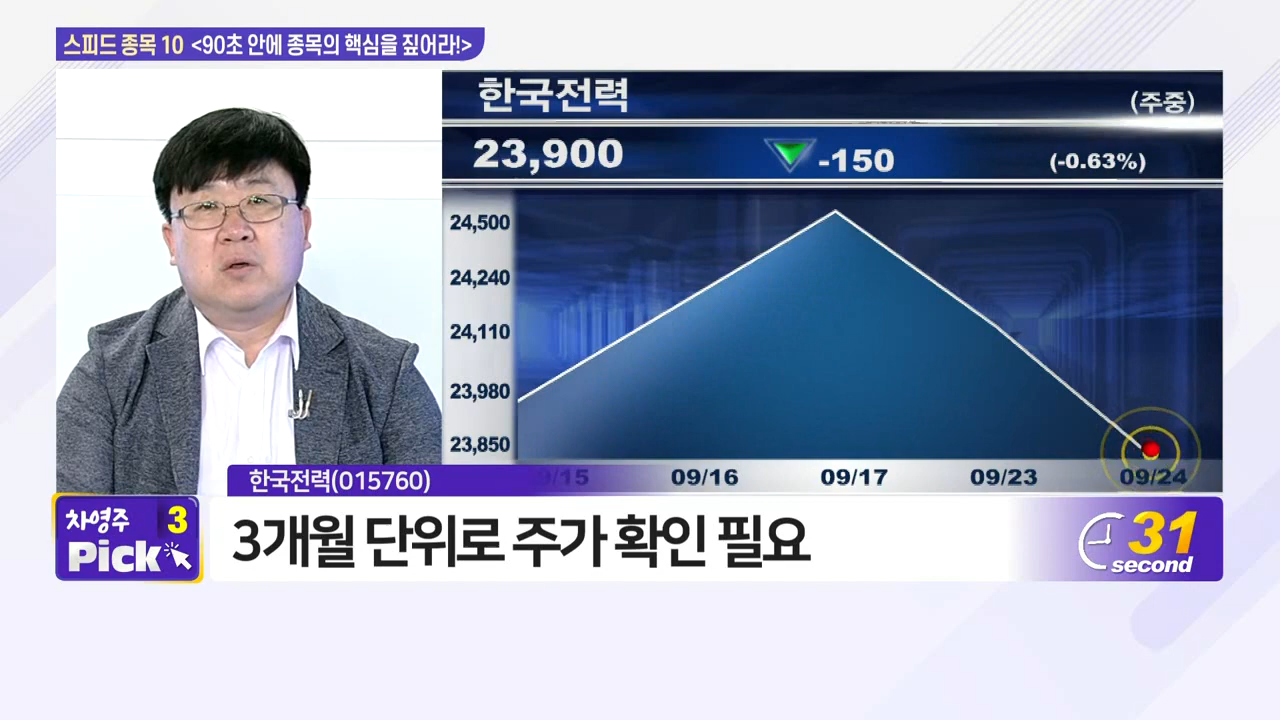 스피드 종목 10 <90초 안에 종목의 핵심을 짚어라!>
한국전력
(주중)
23,900 -150 (-0.63%)
24,500
24,240
24,110
23,980
23,850
9/15 09/16 09/17 09/23 09/24
한국전력(015760)
차영주 3
Pick
3개월 단위로 주가 확인 필요
31
second